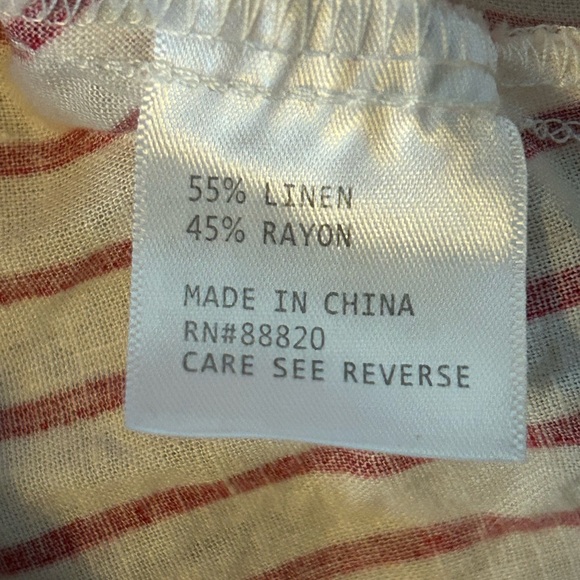 55% LINEN
45% RAYON
MADE IN CHINA
RN#88820
CARE SEE REVERSE